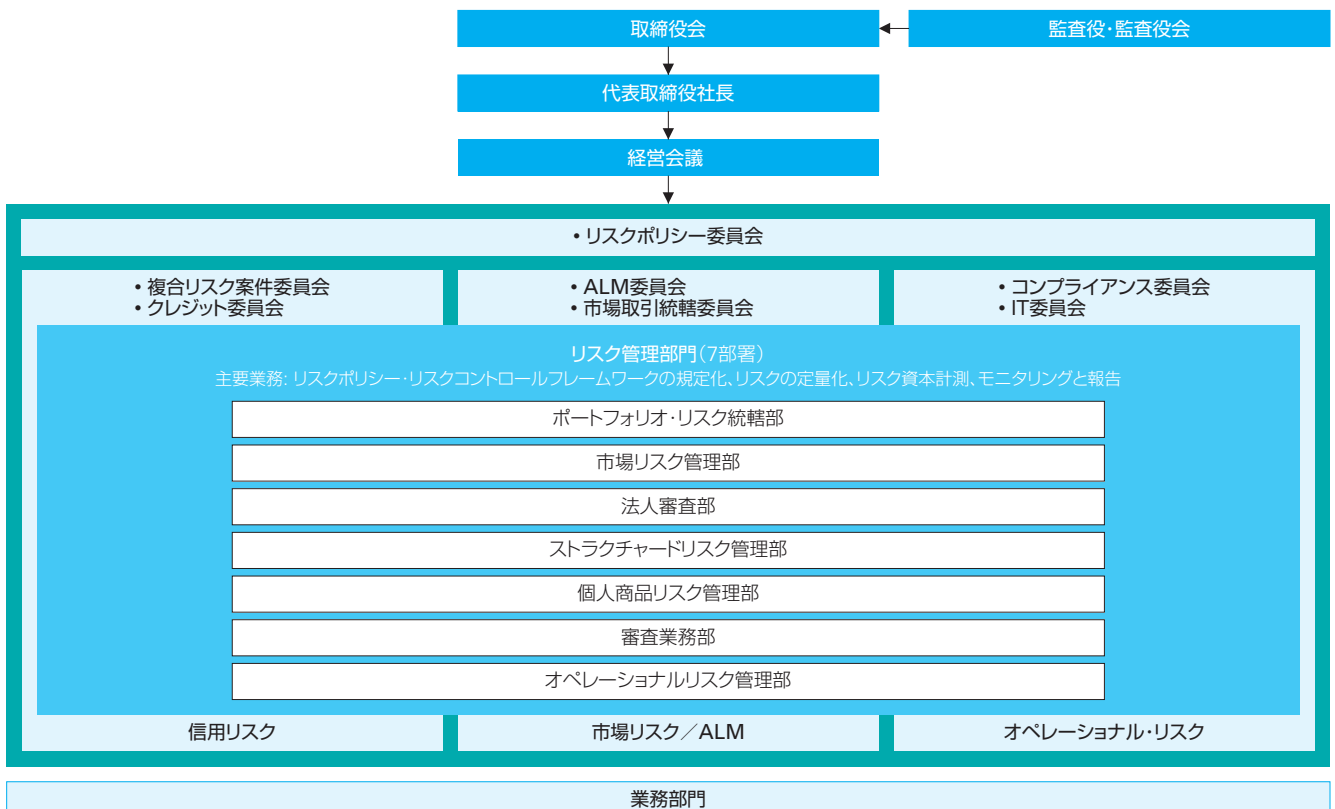 取締役会
監査役・監査役会
代表取締役社長
経営会議
• リスクポリシー委員会
• 複合リスク案件委員会
• クレジット委員会
• ALM委員会
• 市場取引統轄委員会
• コンプライアンス委員会
• IT委員会
リスク管理部門(7部署)
主要業務: リスクポリシー・リスクコントロールフレームワークの規定化、リスクの定量化、リスク資本計測、モニタリングと報告
ポートフォリオ・リスク統轄部
市場リスク管理部
法人審査部
ストラクチャードリスク管理部
個人商品リスク管理部
審査業務部
オペレーショナルリスク管理部
信用リスク
市場リスク／ALM
オペレーショナル・リスク
業務部門